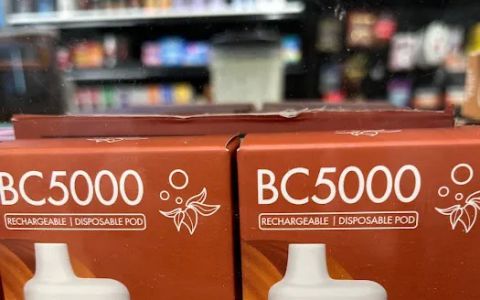 BC5000
RECHARGEABLE | DISPOSABLE POD
BC5000
RECHARGEABLE | DISPOSABLE POD